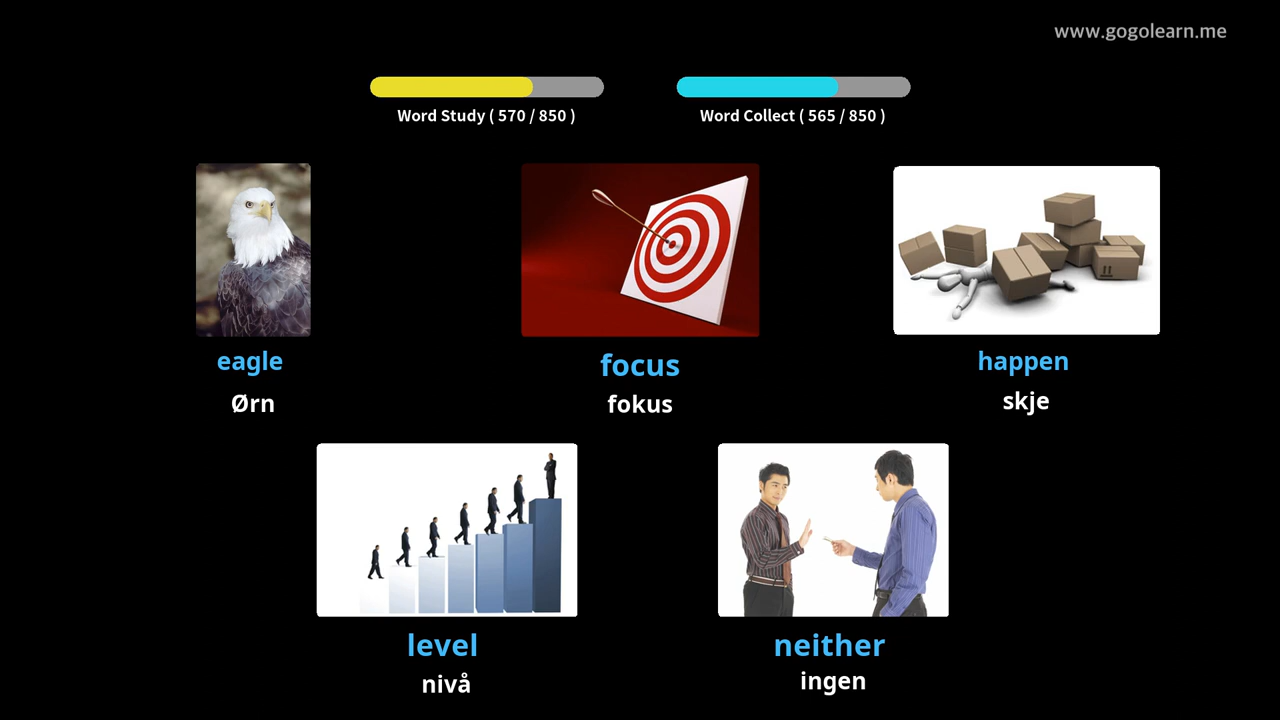 www.gogolearn.me
Word Study ( 570 / 850 )
Word Collect ( 565 / 850 )
eagle
Ørn
focus
fokus
happen
skje
level
nivå
neither
ingen